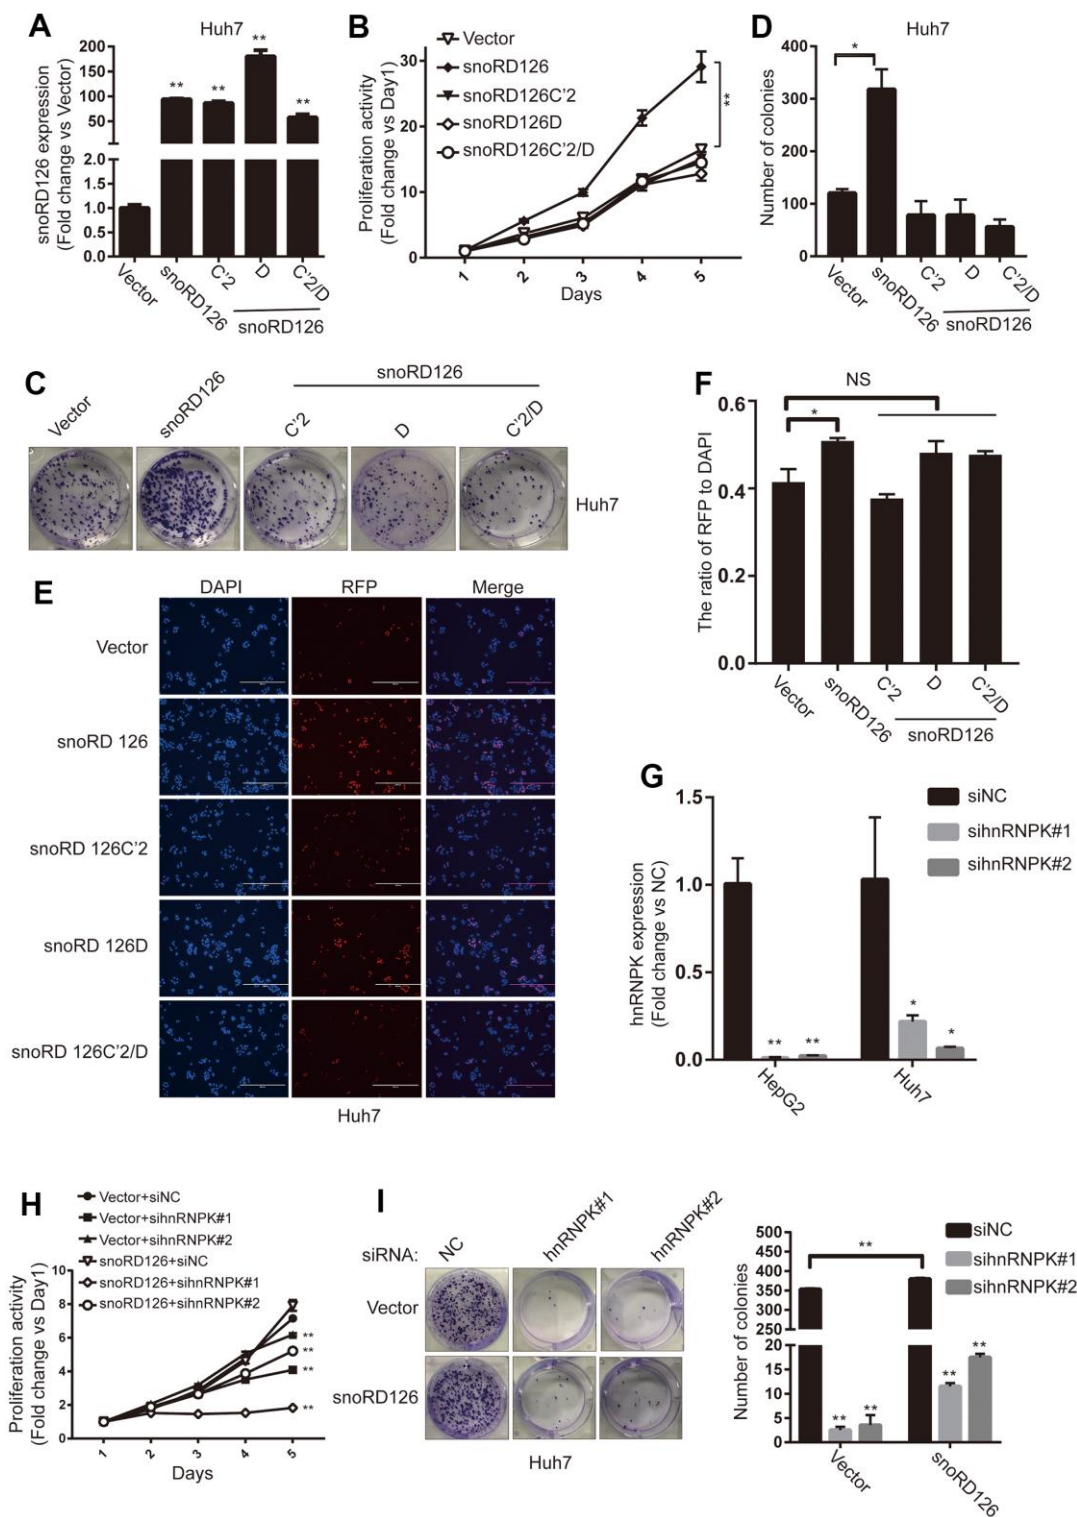 A
Huh7
snoRD126 expression
(Fold change vs Vector)
200
150
100
50
2.0
1.5
1.0
0.5
0.0
**
**
**
**
Vector
snoRD126
C'2
D
C'2/D
snoRD126
B
Vector
snoRD126
snoRD126C'2
snoRD126D
snoRD126C'2/D
Proliferation activity
(Fold change vs Day1)
30
20
10
0
**
1
2
3
4
5
Days
D
Huh7
Number of colonies
400
300
200
100
0
*
Vector
snoRD126
C'2
D
C'2/D
snoRD126
C
snoRD126
Vector
snoRD126
C'2
D
C'2/D
Huh7
E
DAPI
RFP
Merge
Vector
snoRD 126
snoRD 126C'2
snoRD 126D
snoRD 126C'2/D
Huh7
F
NS
*
The ratio of RFP to DAPI
0.6
0.4
0.2
0.0
Vector
snoRD126
C'2
D
C'2/D
snoRD126
G
siNC
sihnRNPK#1
sihnRNPK#2
hnRNPK expression
(Fold change vs NC)
1.5
1.0
0.5
0.0
**
**
*
*
HepG2
Huh7
H
Vector+siNC
Vector+sihnRNPK#1
Vector+sihnRNPK#2
snoRD126+siNC
snoRD126+sihnRNPK#1
snoRD126+sihnRNPK#2
Proliferation activity
(Fold change vs Day1)
10
8
6
4
2
0
**
**
**
**
1
2
3
4
5
Days
I
siRNA:
NC
hnRNPK#1
hnRNPK#2
Vector
snoRD126
Huh7
siNC
sihnRNPK#1
sihnRNPK#2
Number of colonies
500
450
400
350
300
20
15
10
5
0
**
**
**
**
**
Vector
snoRD126